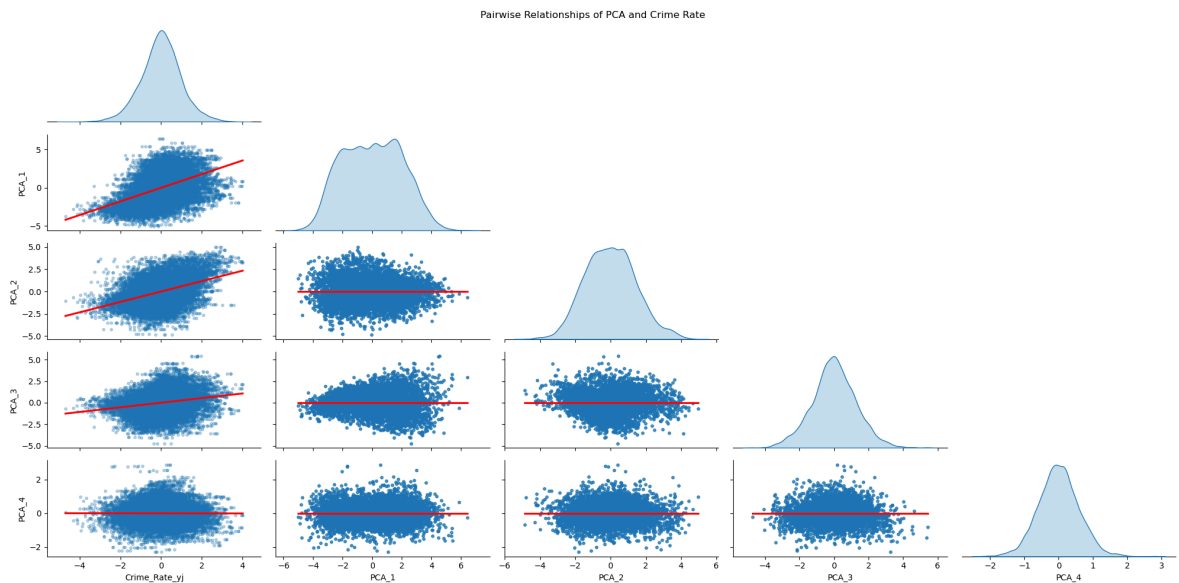 Pairwise Relationships of PCA and Crime Rate
PCA_1
5
0
−5
PCA_2
5.0
2.5
0.0
−2.5
−5.0
PCA_3
5.0
2.5
0.0
−2.5
−5.0
PCA_4
2
0
−2
−4 −2 0 2 4
Crime_Rate_yj
−6 −4 −2 0 2 4 6
PCA_1
−6 −4 −2 0 2 4 6
PCA_2
−6 −4 −2 0 2 4 6
PCA_3
−2 −1 0 1 2 3
PCA_4